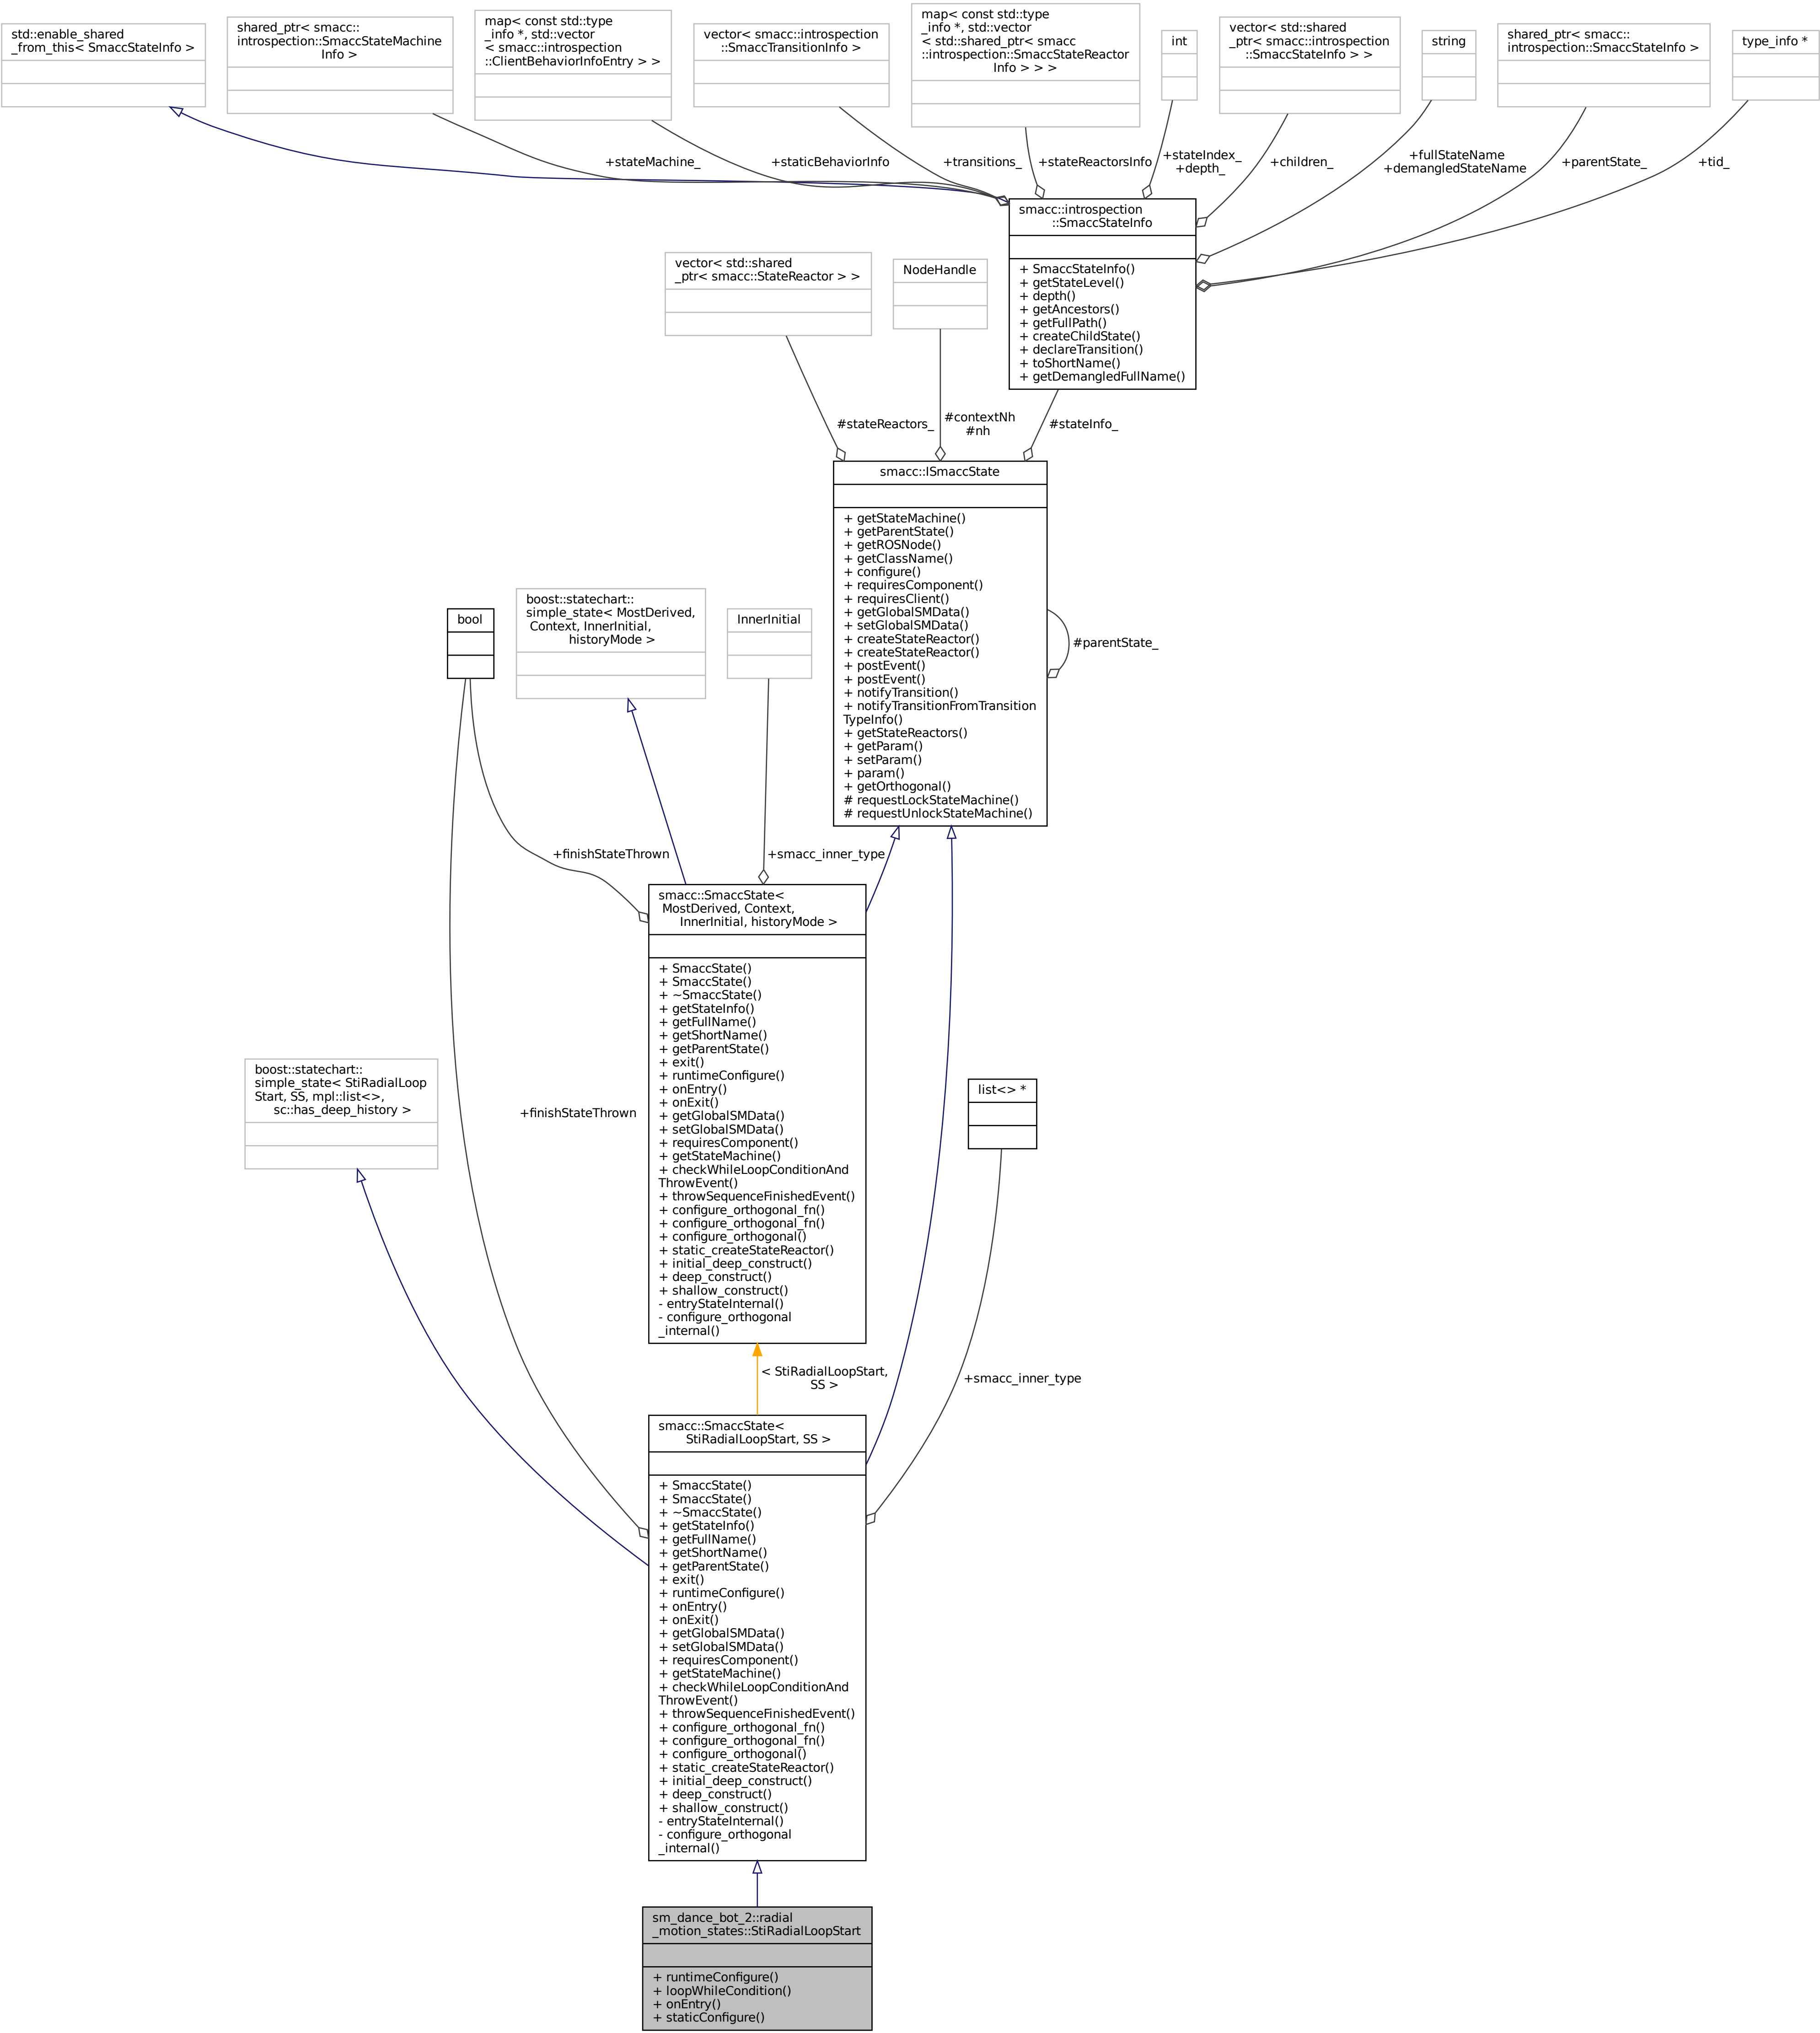 std::enable_shared
_from_this< SmaccStateInfo >
shared_ptr< smacc::
introspection::SmaccStateMachine
Info >
map< const std::type
_info *, std::vector
< smacc::introspection
::ClientBehaviorInfoEntry > >
vector< smacc::introspection
::SmaccTransitionInfo >
map< const std::type
_info *, std::vector
< std::shared_ptr< smacc
::introspection::SmaccStateReactor
Info > > >
int
vector< std::shared
_ptr< smacc::introspection
::SmaccStateInfo > >
string
shared_ptr< smacc::
introspection::SmaccStateInfo >
type_info *
+stateMachine_
+staticBehaviorInfo
+transitions_
+stateReactorsInfo
+stateIndex_
+depth_
+children_
+fullStateName
+demangledStateName
+parentState_
+tid_
smacc::introspection
::SmaccStateInfo
+ SmaccStateInfo()
+ getStateLevel()
+ depth()
+ getAncestors()
+ getFullPath()
+ createChildState()
+ declareTransition()
+ toShortName()
+ getDemangledFullName()
vector< std::shared
_ptr< smacc::StateReactor > >
NodeHandle
#stateReactors_
#contextNh
#nh
#stateInfo_
smacc::ISmaccState
+ getStateMachine()
+ getParentState()
+ getROSNode()
+ getClassName()
+ configure()
+ requiresComponent()
+ requiresClient()
+ getGlobalSMData()
+ setGlobalSMData()
+ createStateReactor()
+ createStateReactor()
+ postEvent()
+ postEvent()
+ notifyTransition()
+ notifyTransitionFromTransition
TypeInfo()
+ getStateReactors()
+ getParam()
+ setParam()
+ param()
+ getOrthogonal()
# requestLockStateMachine()
# requestUnlockStateMachine()
#parentState_
bool
boost::statechart::
simple_state< MostDerived,
Context, InnerInitial,
historyMode >
InnerInitial
+finishStateThrown
+smacc_inner_type
smacc::SmaccState<
MostDerived, Context,
InnerInitial, historyMode >
+ SmaccState()
+ SmaccState()
+ ~SmaccState()
+ getStateInfo()
+ getFullName()
+ getShortName()
+ getParentState()
+ exit()
+ runtimeConfigure()
+ onEntry()
+ onExit()
+ getGlobalSMData()
+ setGlobalSMData()
+ requiresComponent()
+ getStateMachine()
+ checkWhileLoopConditionAnd
ThrowEvent()
+ throwSequenceFinishedEvent()
+ configure_orthogonal_fn()
+ configure_orthogonal_fn()
+ configure_orthogonal()
+ static_createStateReactor()
+ initial_deep_construct()
+ deep_construct()
+ shallow_construct()
- entryStateInternal()
- configure_orthogonal
_internal()
boost::statechart::
simple_state< StiRadialLoop
Start, SS, mpl::list<>,
sc::has_deep_history >
+finishStateThrown
list<> *
< StiRadialLoopStart,
SS >
+smacc_inner_type
smacc::SmaccState<
StiRadialLoopStart, SS >
+ SmaccState()
+ SmaccState()
+ ~SmaccState()
+ getStateInfo()
+ getFullName()
+ getShortName()
+ getParentState()
+ exit()
+ runtimeConfigure()
+ onEntry()
+ onExit()
+ getGlobalSMData()
+ setGlobalSMData()
+ requiresComponent()
+ getStateMachine()
+ checkWhileLoopConditionAnd
ThrowEvent()
+ throwSequenceFinishedEvent()
+ configure_orthogonal_fn()
+ configure_orthogonal_fn()
+ configure_orthogonal()
+ static_createStateReactor()
+ initial_deep_construct()
+ deep_construct()
+ shallow_construct()
- entryStateInternal()
- configure_orthogonal
_internal()
sm_dance_bot_2::radial
_motion_states::StiRadialLoopStart
+ runtimeConfigure()
+ loopWhileCondition()
+ onEntry()
+ staticConfigure()